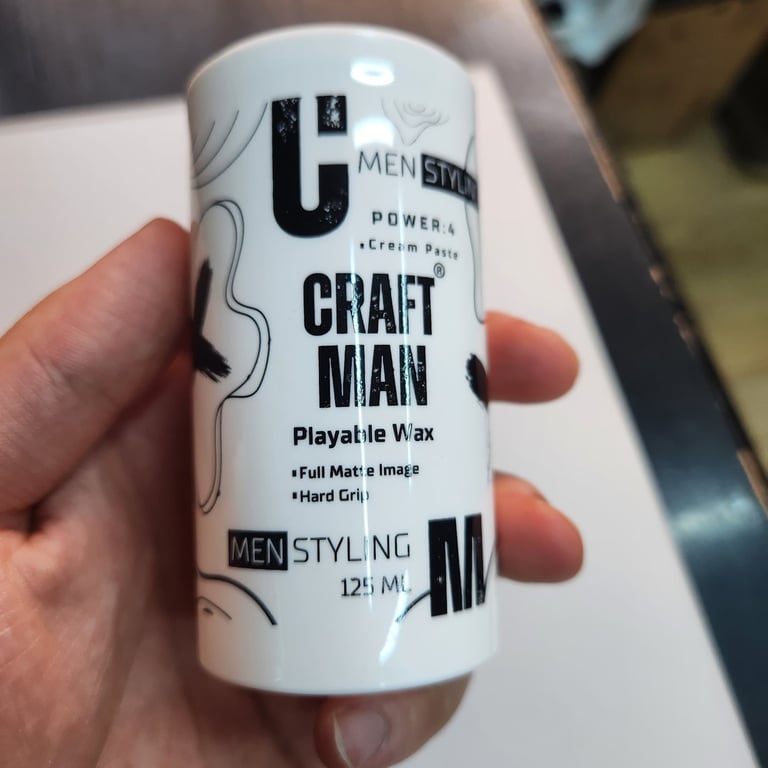 C
MEN STYLING
POWER:4
▪Cream Paste
CRAFT®
MAN
Playable Wax
▪Full Matte Image
▪Hard Grip
MEN STYLING
125 ML
M